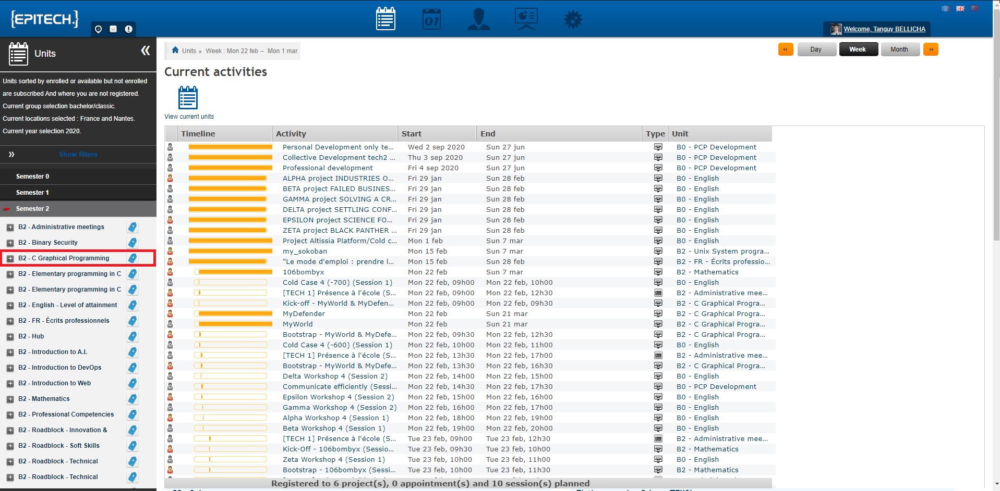 {EPITECH.}
01
Welcome, Tanguy BELLICHA
Units
«
Units sorted by enrolled or available but not enrolled
are subscribed And where you are not registered.
Current group selection bachelor/classic.
Current locations selected : France and Nantes.
Current year selection 2020.
» Show filters
Semester 0
Semester 1
Semester 2
B2 - Administrative meetings
B2 - Binary Security
B2 - C Graphical Programming
B2 - Elementary programming in C
B2 - Elementary programming in C
B2 - English - Level of attainment
B2 - FR - Écrits professionnels
B2 - Hub
B2 - Introduction to A.I.
B2 - Introduction to DevOps
B2 - Introduction to Web
B2 - Mathematics
B2 - Professional Competencies
B2 - Roadblock - Innovation &
B2 - Roadblock - Soft Skills
B2 - Roadblock - Technical
B2 - Roadblock - Technical
Units » Week : Mon 22 feb – Mon 1 mar
« Day Week Month »
Current activities
View current units
Timeline Activity Start End Type Unit
Personal Development only te... Wed 2 sep 2020 Sun 27 jun B0 - PCP Development
Collective Development tech2 ... Thu 3 sep 2020 Sun 27 jun B0 - PCP Development
Professional development Fri 4 sep 2020 Sun 27 jun B0 - PCP Development
ALPHA project INDUSTRIES O... Fri 29 jan Sun 28 feb B0 - English
BETA project FAILED BUSINES... Fri 29 jan Sun 28 feb B0 - English
GAMMA project SOLVING A CR... Fri 29 jan Sun 28 feb B0 - English
DELTA project SETTLING CONF... Fri 29 jan Sun 28 feb B0 - English
EPSILON project SCIENCE FO... Fri 29 jan Sun 28 feb B0 - English
ZETA project BLACK PANTHER ... Fri 29 jan Sun 28 feb B0 - English
Project Altissia Platform/Cold c... Mon 1 feb Sun 7 mar B0 - English
my_sokoban Mon 15 feb Sun 7 mar B2 - Unix System progra...
"Le mode d'emploi : prendre l... Mon 15 feb Sun 28 feb B2 - FR - Écrits professio...
106bombyx Mon 22 feb Sun 7 mar B2 - Mathematics
Cold Case 4 (-700) (Session 1) Mon 22 feb, 09h00 Mon 22 feb, 10h00 B0 - English
[TECH 1] Présence à l'école (S... Mon 22 feb, 09h00 Mon 22 feb, 12h30 B2 - Administrative mee...
Kick-off - MyWorld & MyDefen... Mon 22 feb, 09h00 Mon 22 feb, 09h30 B2 - C Graphical Progra...
MyDefender Mon 22 feb Sun 21 mar B2 - C Graphical Progra...
MyWorld Mon 22 feb Sun 21 mar B2 - C Graphical Progra...
Bootstrap - MyWorld & MyDefe... Mon 22 feb, 09h30 Mon 22 feb, 12h30 B2 - C Graphical Progra...
Cold Case 4 (-600) (Session 1) Mon 22 feb, 10h00 Mon 22 feb, 11h00 B0 - English
[TECH 1] Présence à l'école (S... Mon 22 feb, 13h30 Mon 22 feb, 17h00 B2 - Administrative mee...
Bootstrap - MyWorld & MyDefe... Mon 22 feb, 13h30 Mon 22 feb, 16h30 B2 - C Graphical Progra...
Delta Workshop 4 (Session 2) Mon 22 feb, 14h00 Mon 22 feb, 15h00 B0 - English
Communicate efficiently (Sessi... Mon 22 feb, 14h30 Mon 22 feb, 17h30 B0 - PCP Development
Epsilon Workshop 4 (Session 2) Mon 22 feb, 15h00 Mon 22 feb, 16h00 B0 - English
Gamma Workshop 4 (Session 2) Mon 22 feb, 16h00 Mon 22 feb, 17h00 B0 - English
Alpha Workshop 4 (Session 1) Mon 22 feb, 18h00 Mon 22 feb, 19h00 B0 - English
Beta Workshop 4 (Session 1) Mon 22 feb, 19h00 Mon 22 feb, 20h00 B0 - English
[TECH 1] Présence à l'école (S... Tue 23 feb, 09h00 Tue 23 feb, 12h30 B2 - Administrative mee...
Kick-Off - 106bombyx (Sessio... Tue 23 feb, 09h30 Tue 23 feb, 10h00 B2 - Mathematics
Zeta Workshop 4 (Session 1) Tue 23 feb, 10h00 Tue 23 feb, 11h00 B0 - English
Bootstrap - 106bombyx (Sessi... Tue 23 feb, 10h00 Tue 23 feb, 11h30 B2 - Mathematics
Registered to 6 project(s), 0 appointment(s) and 10 session(s) planned